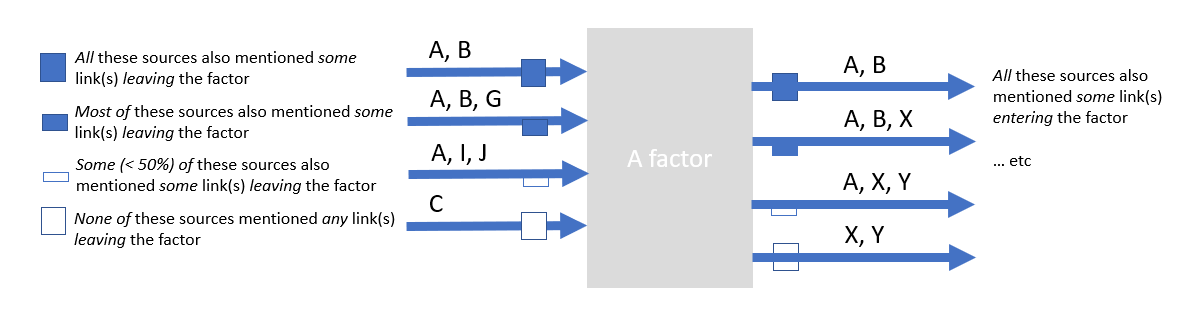 All these sources also mentioned some
link(s) leaving the factor
Most of these sources also mentioned some
link(s) leaving the factor
Some (< 50%) of these sources also
mentioned some link(s) leaving the factor
None of these sources mentioned any link(s)
leaving the factor
A, B
A, B, G
A, I, J
C
A factor
A, B
A, B, X
A, X, Y
X, Y
All these sources also
mentioned some link(s)
entering the factor
... etc